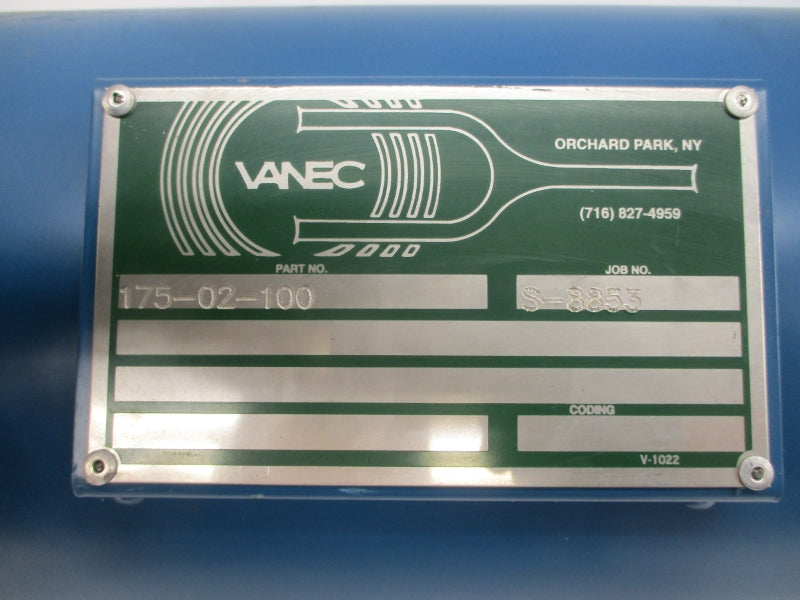 VANEC
ORCHARD PARK, NY
(716) 827-4959
PART NO. JOB NO.
175-02-100 S-8853
CODING
V-1022